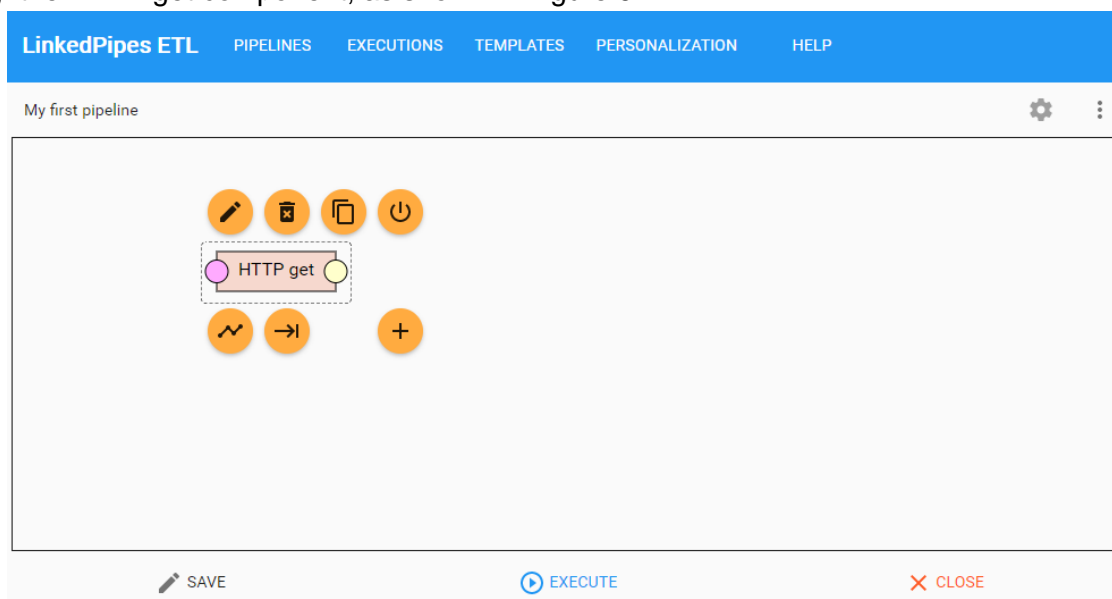 LinkedPipes ETL PIPELINES EXECUTIONS TEMPLATES PERSONALIZATION HELP
My first pipeline
HTTP get
SAVE EXECUTE CLOSE